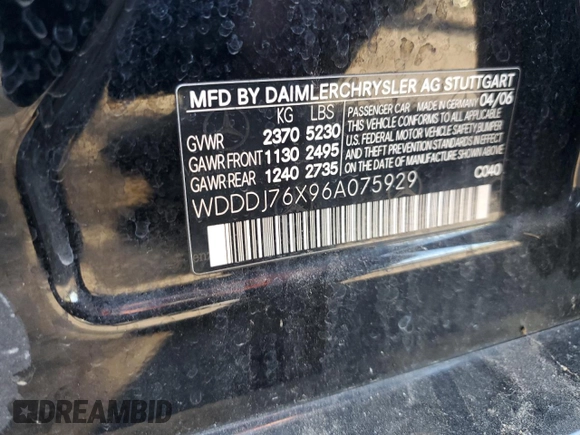 MFD BY DAIMLERCHRYSLER AG STUTTGART
KG LBS
GVWR 2370 5230
GAWR FRONT 1130 2495
GAWR REAR 1240 2735
PASSENGER CAR MADE IN GERMANY 04/06
THIS VEHICLE CONFORMS TO ALL APPLICABLE
U.S. FEDERAL MOTOR VEHICLE SAFETY, BUMPER
AND THEFT PREVENTION STANDARDS IN EFFECT
ON THE DATE OF MANUFACTURE SHOWN ABOVE.
C040
WDDDJ76X96A075929
DREAMBID